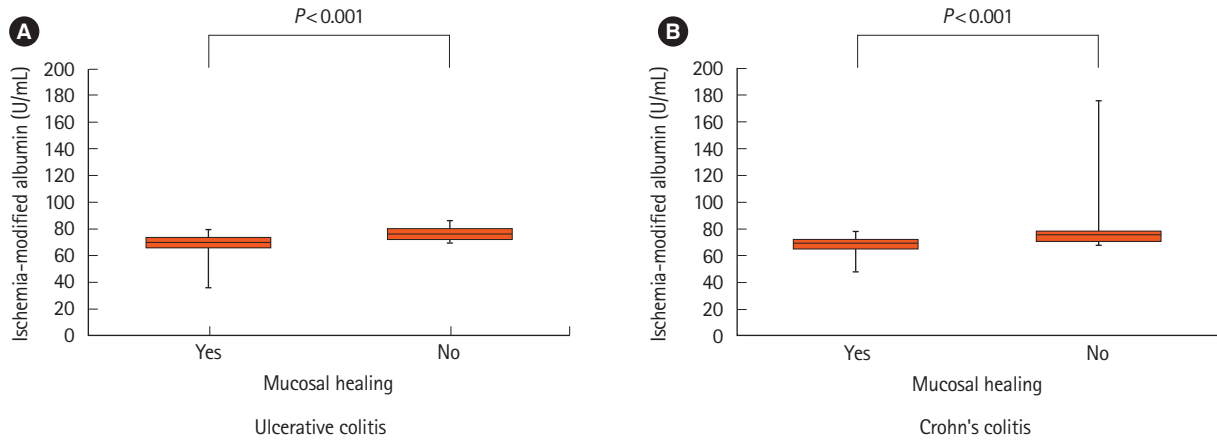 A
P<0.001
Ischemia-modified albumin (U/mL)
200
180
160
140
120
100
80
60
40
20
0
Yes
No
Mucosal healing
Ulcerative colitis
B
P<0.001
Ischemia-modified albumin (U/mL)
200
180
160
140
120
100
80
60
40
20
0
Yes
No
Mucosal healing
Crohn's colitis